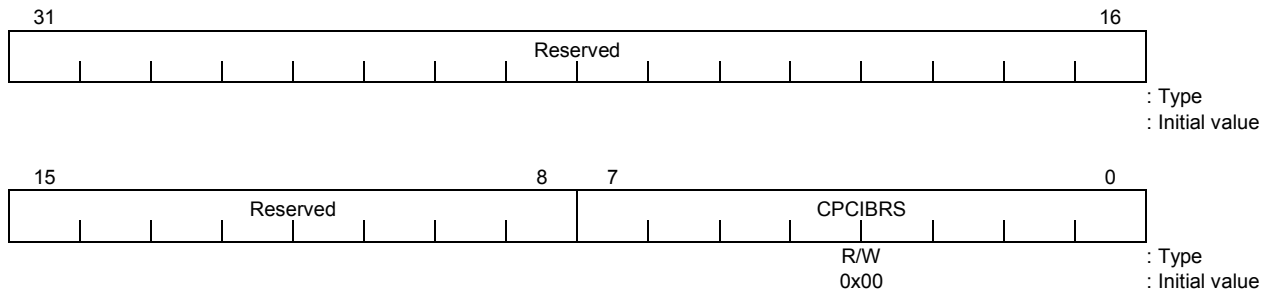 31 16
Reserved
: Type
: Initial value
15 8 7 0
Reserved CPCIBRS
R/W : Type
0x00 : Initial value